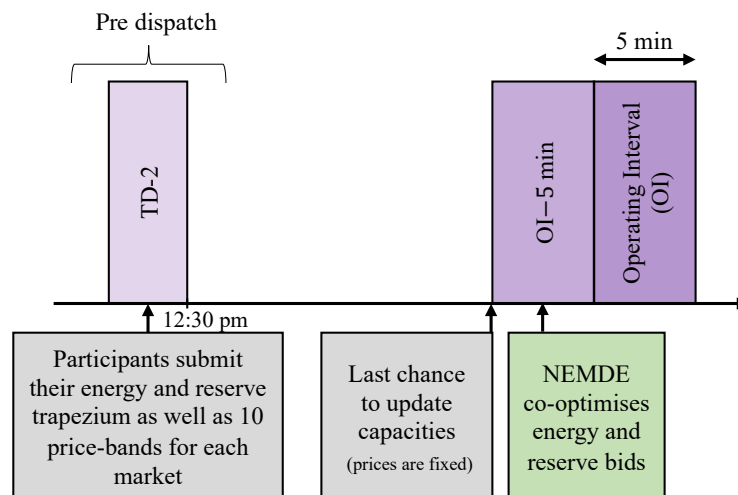 Pre dispatch
5 min
TD-2
OI−5 min
Operating Interval
(OI)
12:30 pm
Participants submit
their energy and reserve
trapezium as well as 10
price-bands for each
market
Last chance
to update
capacities
(prices are fixed)
NEMDE
co-optimises
energy and
reserve bids